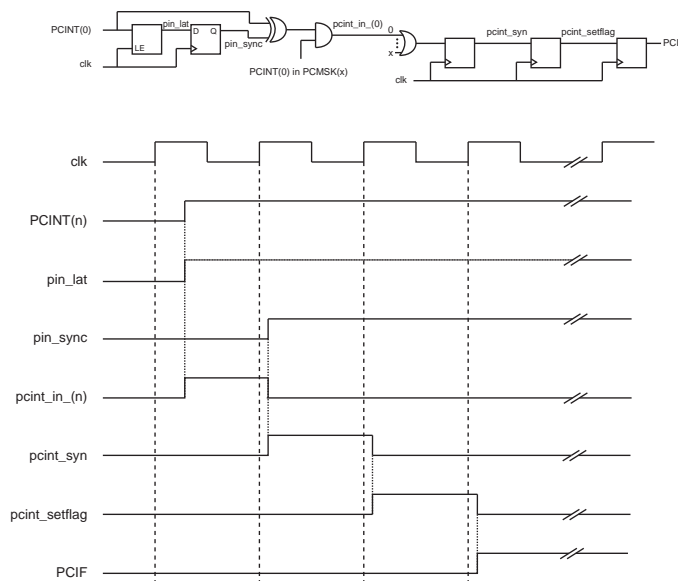 PCINT(0)
pin_lat
D Q
LE
pin_sync
clk
pcint_in_(0)
PCINT(0) in PCMSK(x)
0
x
clk
pcint_syn
pcint_setflag
PCI
clk
PCINT(n)
pin_lat
pin_sync
pcint_in_(n)
pcint_syn
pcint_setflag
PCIF